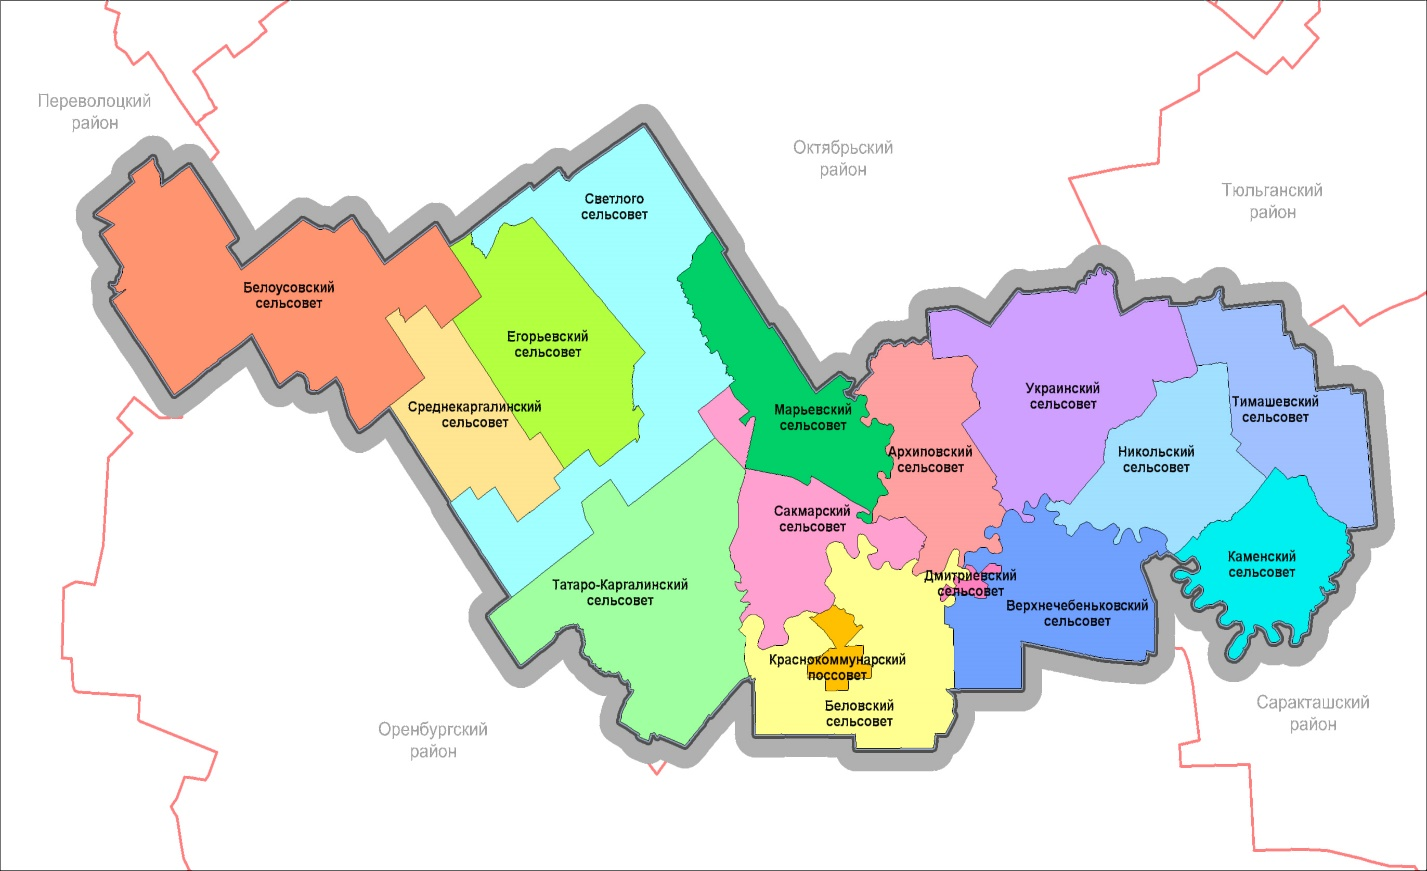 Переволоцкий
район
Октябрьский
район
Тюльганский
район
Светлого
сельсовет
Белоусовский
сельсовет
Егорьевский
сельсовет
Среднекаргалинский
сельсовет
Марьевский
сельсовет
Украинский
сельсовет
Тимашевский
сельсовет
Архиповский
сельсовет
Никольский
сельсовет
Сакмарский
сельсовет
Каменский
сельсовет
Татаро-Каргалинский
сельсовет
Дмитриевский
сельсовет
Верхнечебеньковский
сельсовет
Краснокоммунарский
поссовет
Беловский
сельсовет
Оренбургский
район
Саракташский
район